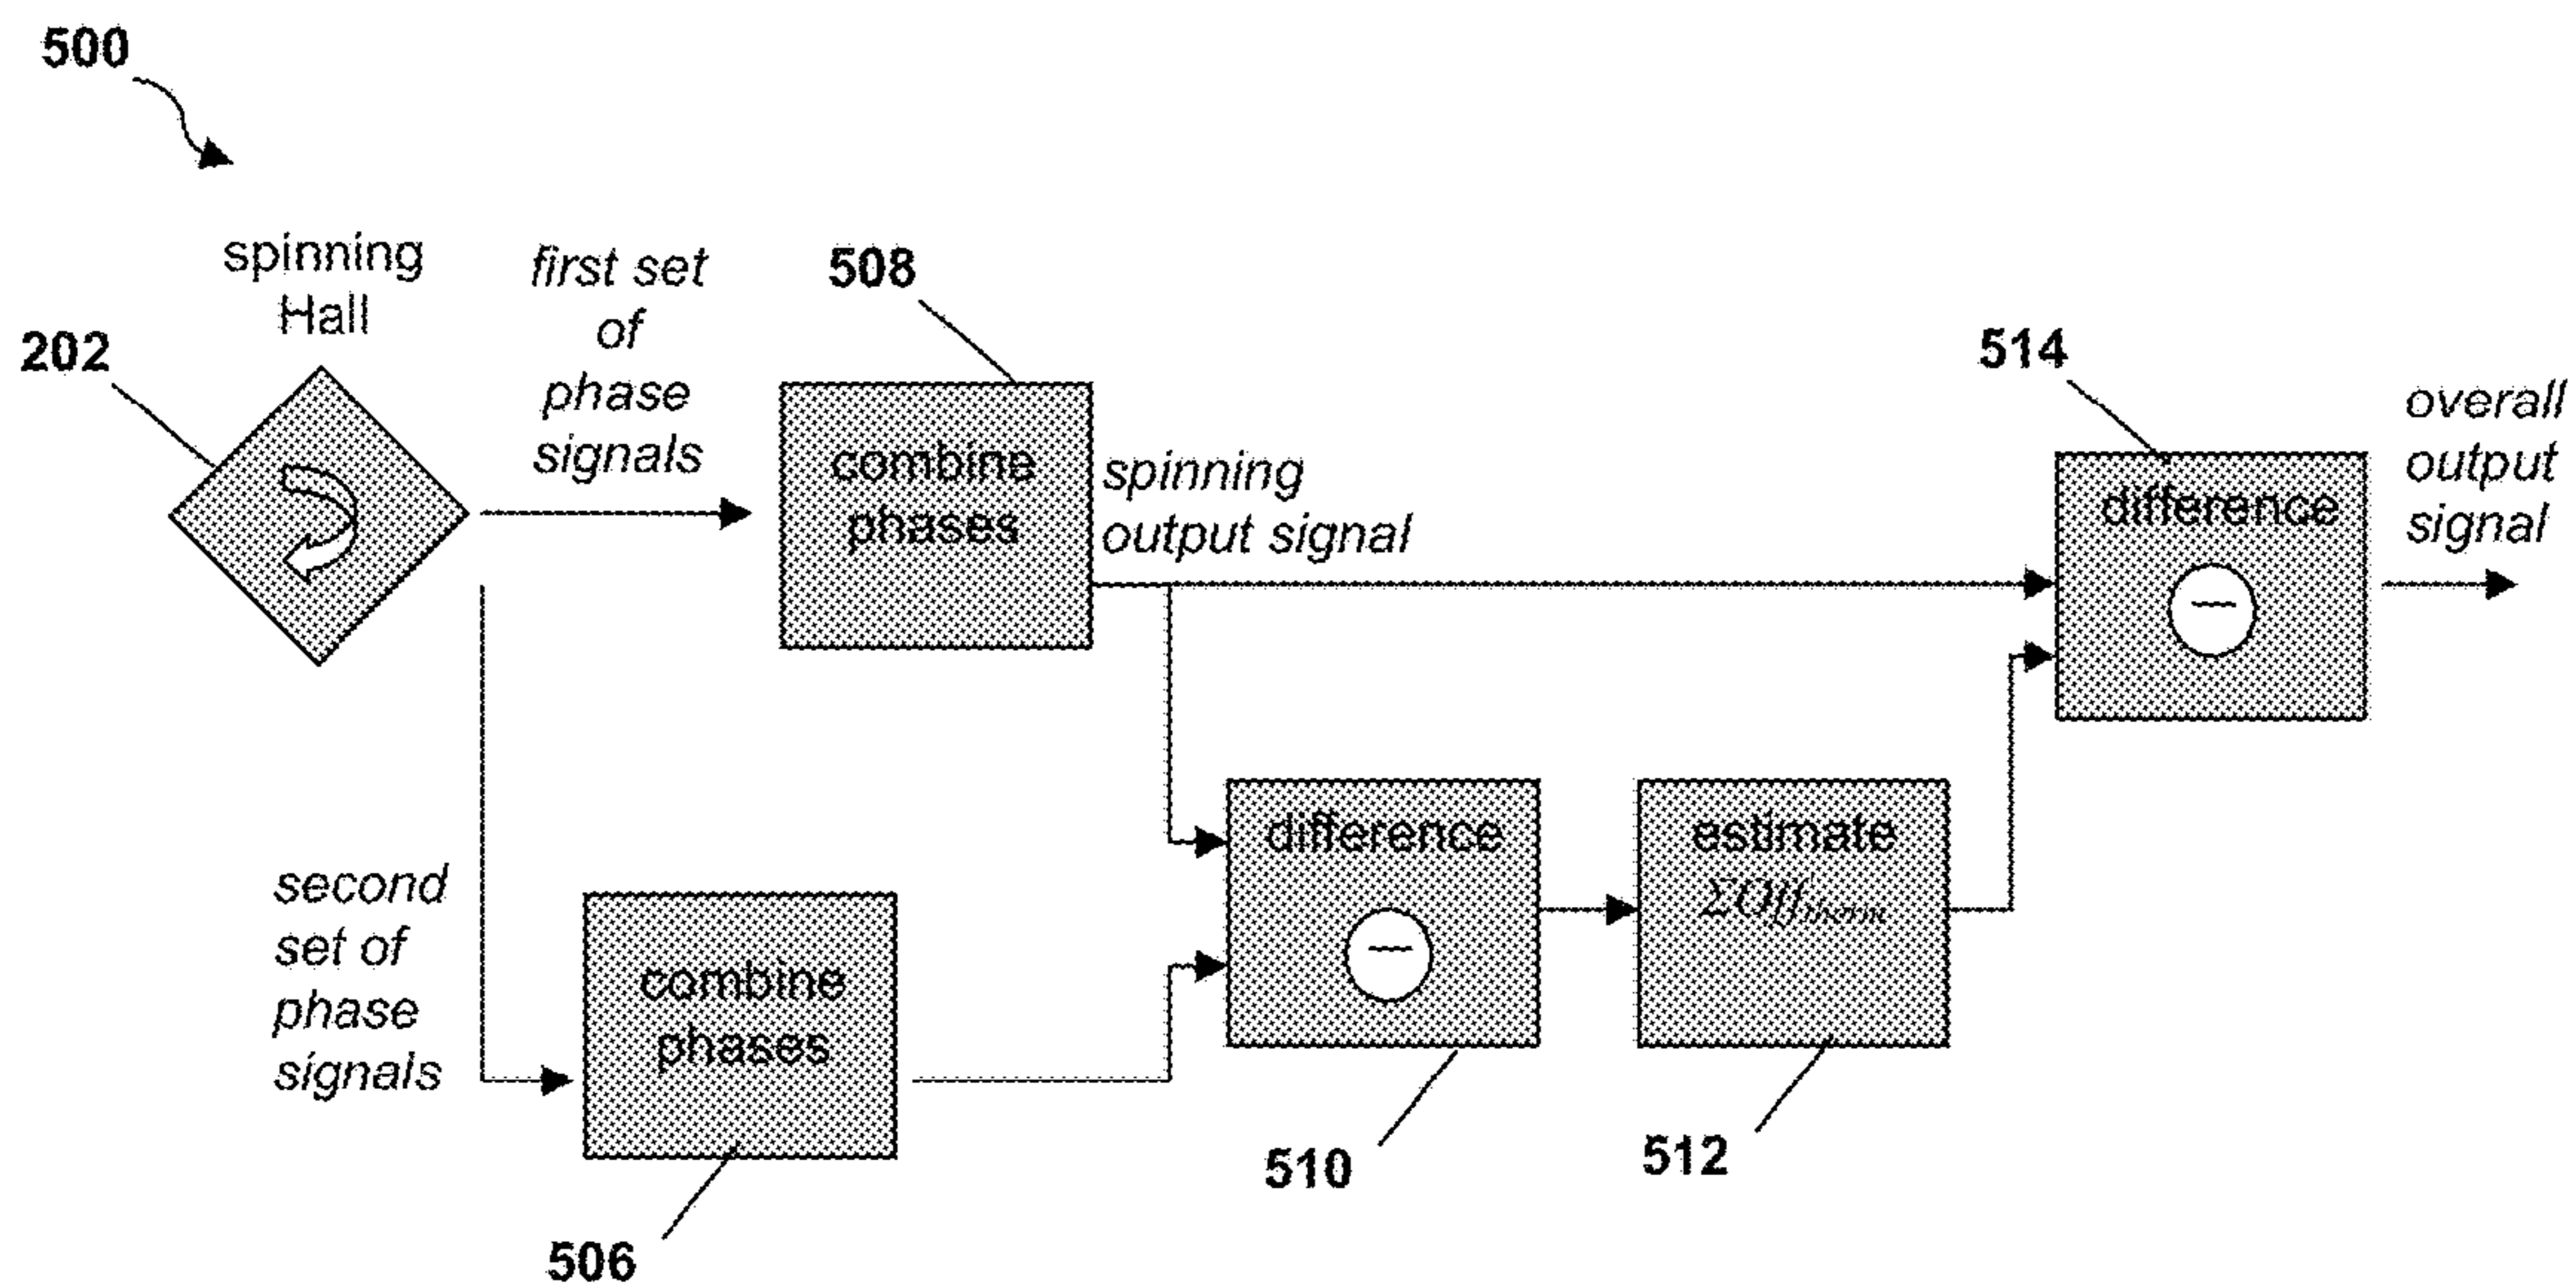 500
spinning
Hall
202
first set
of
phase
signals
508
combine
phases
spinning
output signal
514
difference
−
overall
output
signal
second
set of
phase
signals
combine
phases
506
difference
−
510
estimate
ΣOff_therm
512